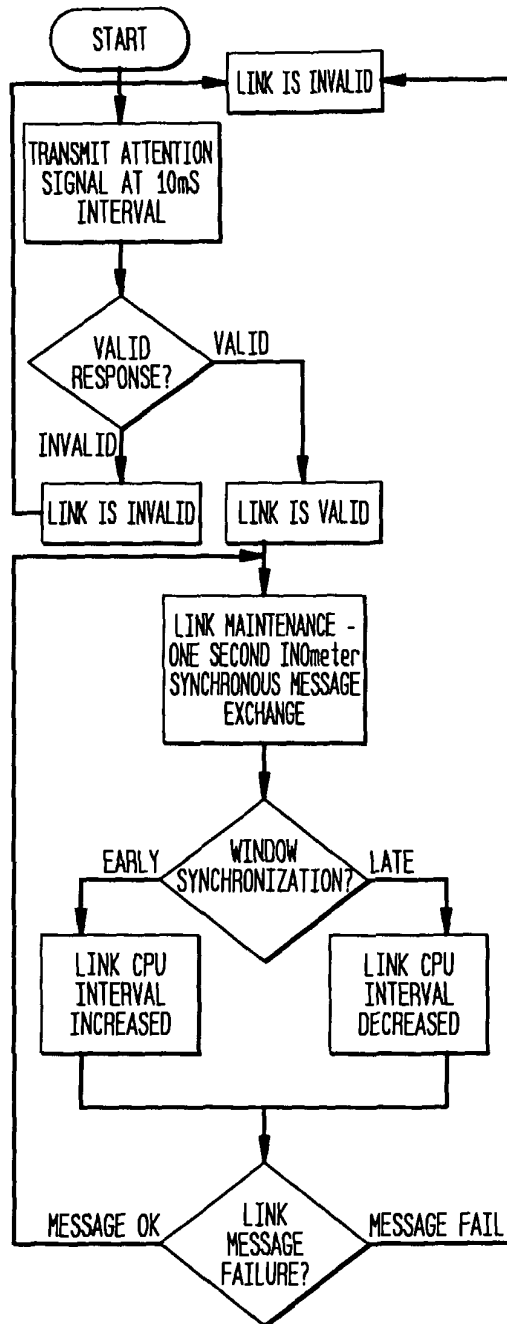 START
LINK IS INVALID
TRANSMIT ATTENTION
SIGNAL AT 10mS
INTERVAL
VALID
RESPONSE?
VALID
INVALID
LINK IS INVALID
LINK IS VALID
LINK MAINTENANCE -
ONE SECOND INOmeter
SYNCHRONOUS MESSAGE
EXCHANGE
WINDOW
SYNCHRONIZATION?
EARLY
LATE
LINK CPU
INTERVAL
INCREASED
LINK CPU
INTERVAL
DECREASED
LINK
MESSAGE
FAILURE?
MESSAGE OK
MESSAGE FAIL